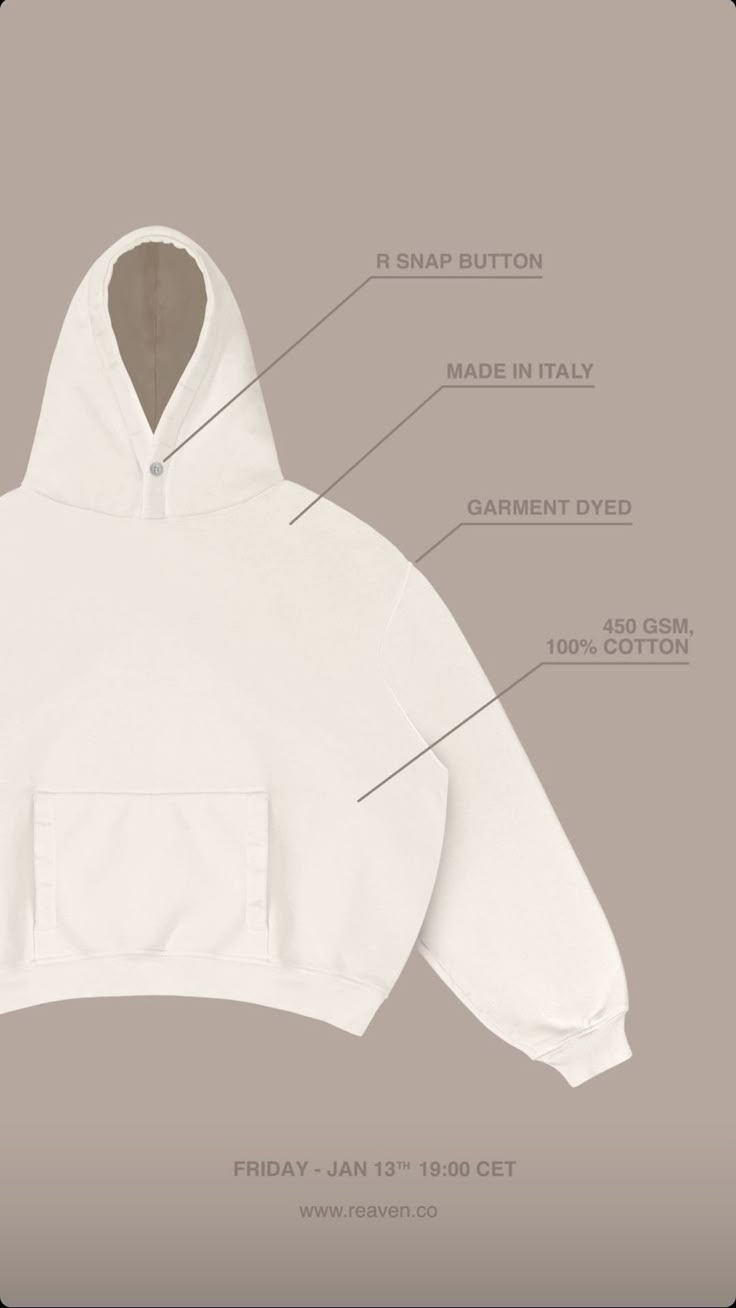 R SNAP BUTTON
MADE IN ITALY
GARMENT DYED
450 GSM,
100% COTTON
FRIDAY - JAN 13TH 19:00 CET
www.reaven.co